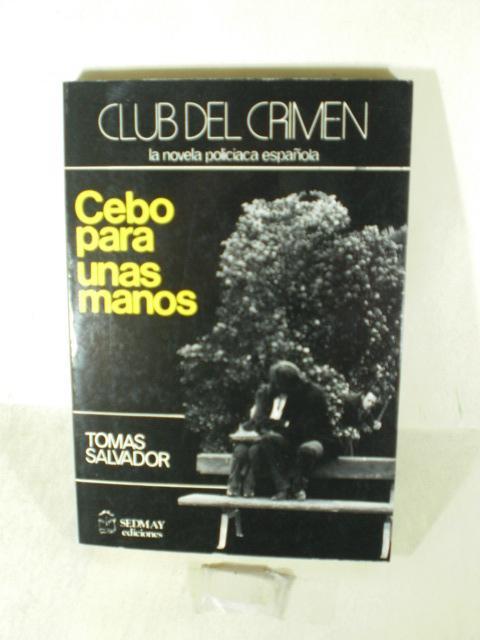 CLUB DEL CRIMEN
la novela policiaca española
Cebo
para
unas
manos
TOMAS
SALVADOR
SEDMAY
ediciones